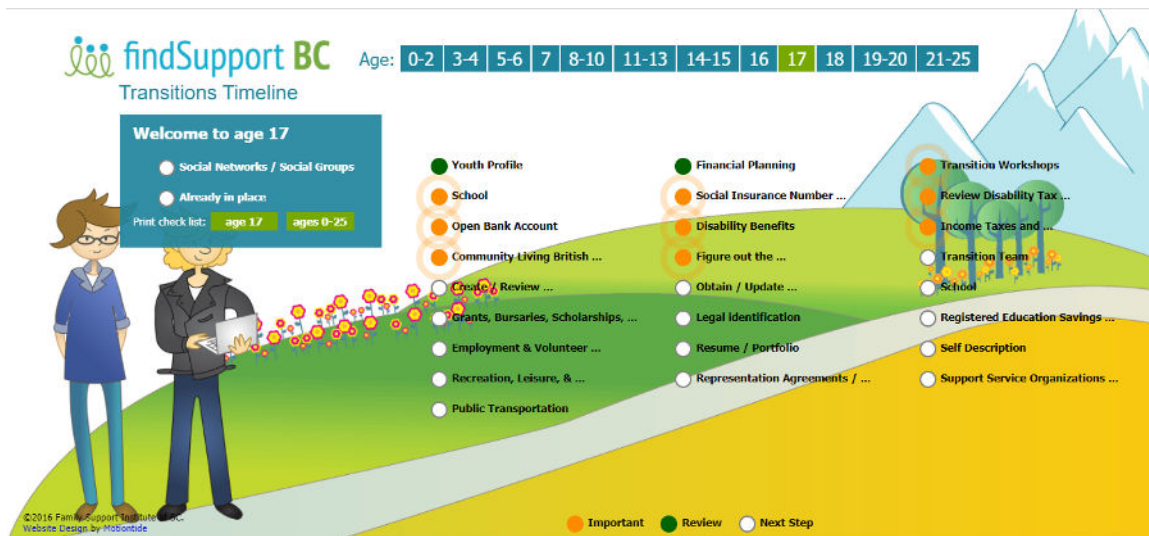 findSupport BC
Transitions Timeline
Age: 0-2 3-4 5-6 7 8-10 11-13 14-15 16 17 18 19-20 21-25
Welcome to age 17
Social Networks / Social Groups
Already in place
Print check list: age 17 ages 0-25
Youth Profile
School
Open Bank Account
Community Living British ...
Create / Review ...
Grants, Bursaries, Scholarships, ...
Employment & Volunteer ...
Recreation, Leisure, & ...
Public Transportation
Financial Planning
Social Insurance Number ...
Disability Benefits
Figure out the ...
Obtain / Update ...
Legal identification
Resume / Portfolio
Representation Agreements / ...
Transition Workshops
Review Disability Tax ...
Income Taxes and ...
Transition Team
School
Registered Education Savings ...
Self Description
Support Service Organizations ...
©2016 Family Support Institute of BC.
Website Design by Motiontide
Important Review Next Step